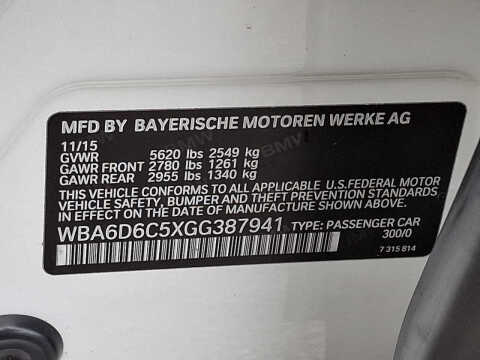 MFD BY BAYERISCHE MOTOREN WERKE AG
11/15
GVWR 5620 lbs 2549 kg
GAWR FRONT 2780 lbs 1261 kg
GAWR REAR 2955 lbs 1340 kg
THIS VEHICLE CONFORMS TO ALL APPLICABLE U.S.FEDERAL MOTOR
VEHICLE SAFETY, BUMPER AND THEFT PREVENTION STANDARDS
IN EFFECT ON THE DATE OF MANUFACTURE SHOWN ABOVE.
WBA6D6C5XGG387941 TYPE: PASSENGER CAR
300/0
7 315 814